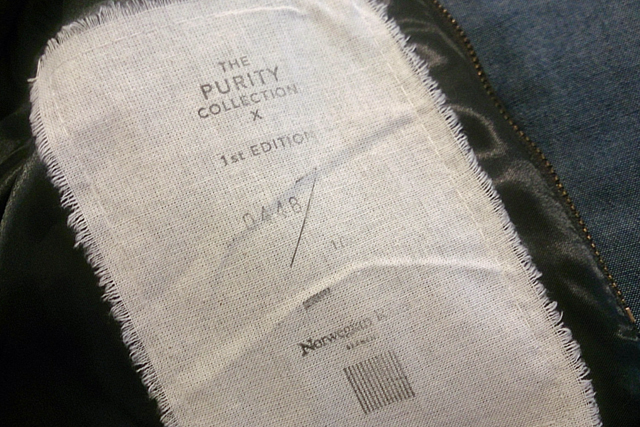 THE
PURITY
COLLECTION
X
1st EDITION
0448/
Norwegian R